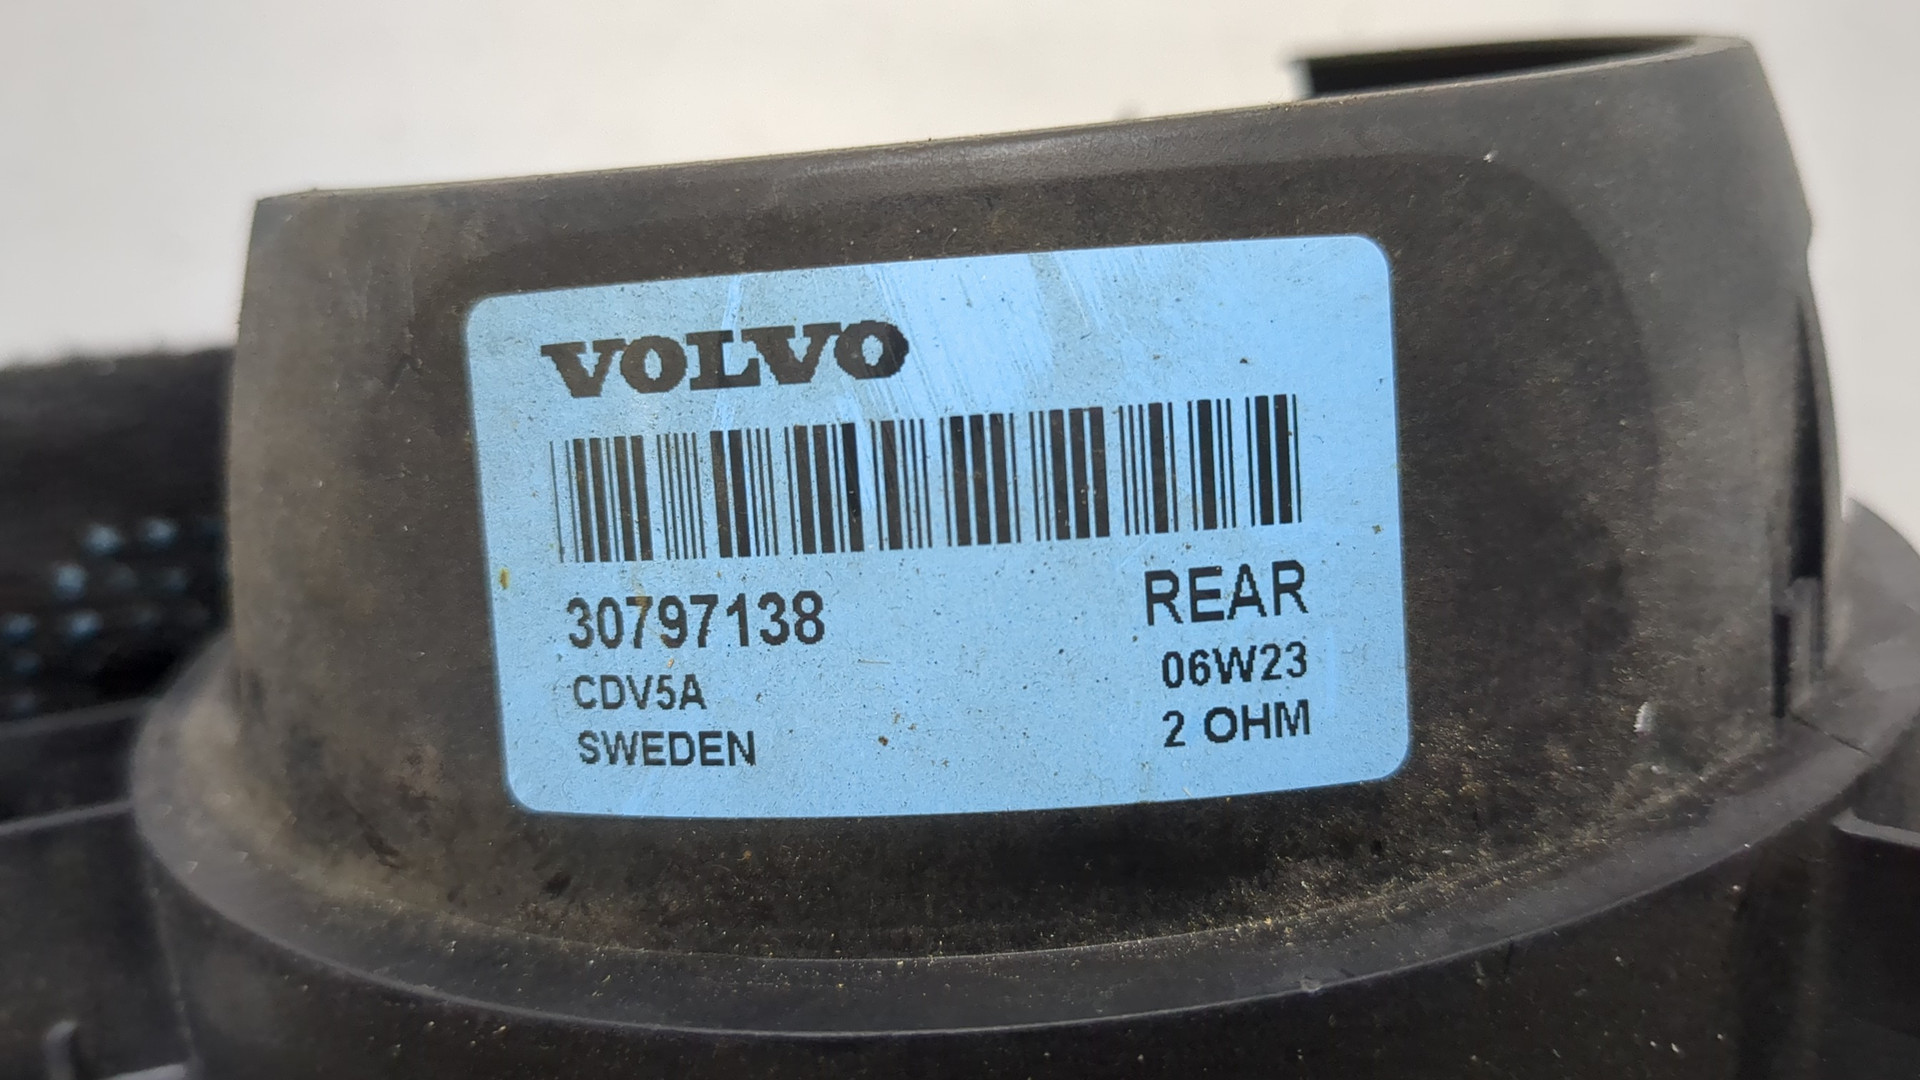 VOLVO
30797138
REAR
CDV5A
06W23
SWEDEN
2 OHM